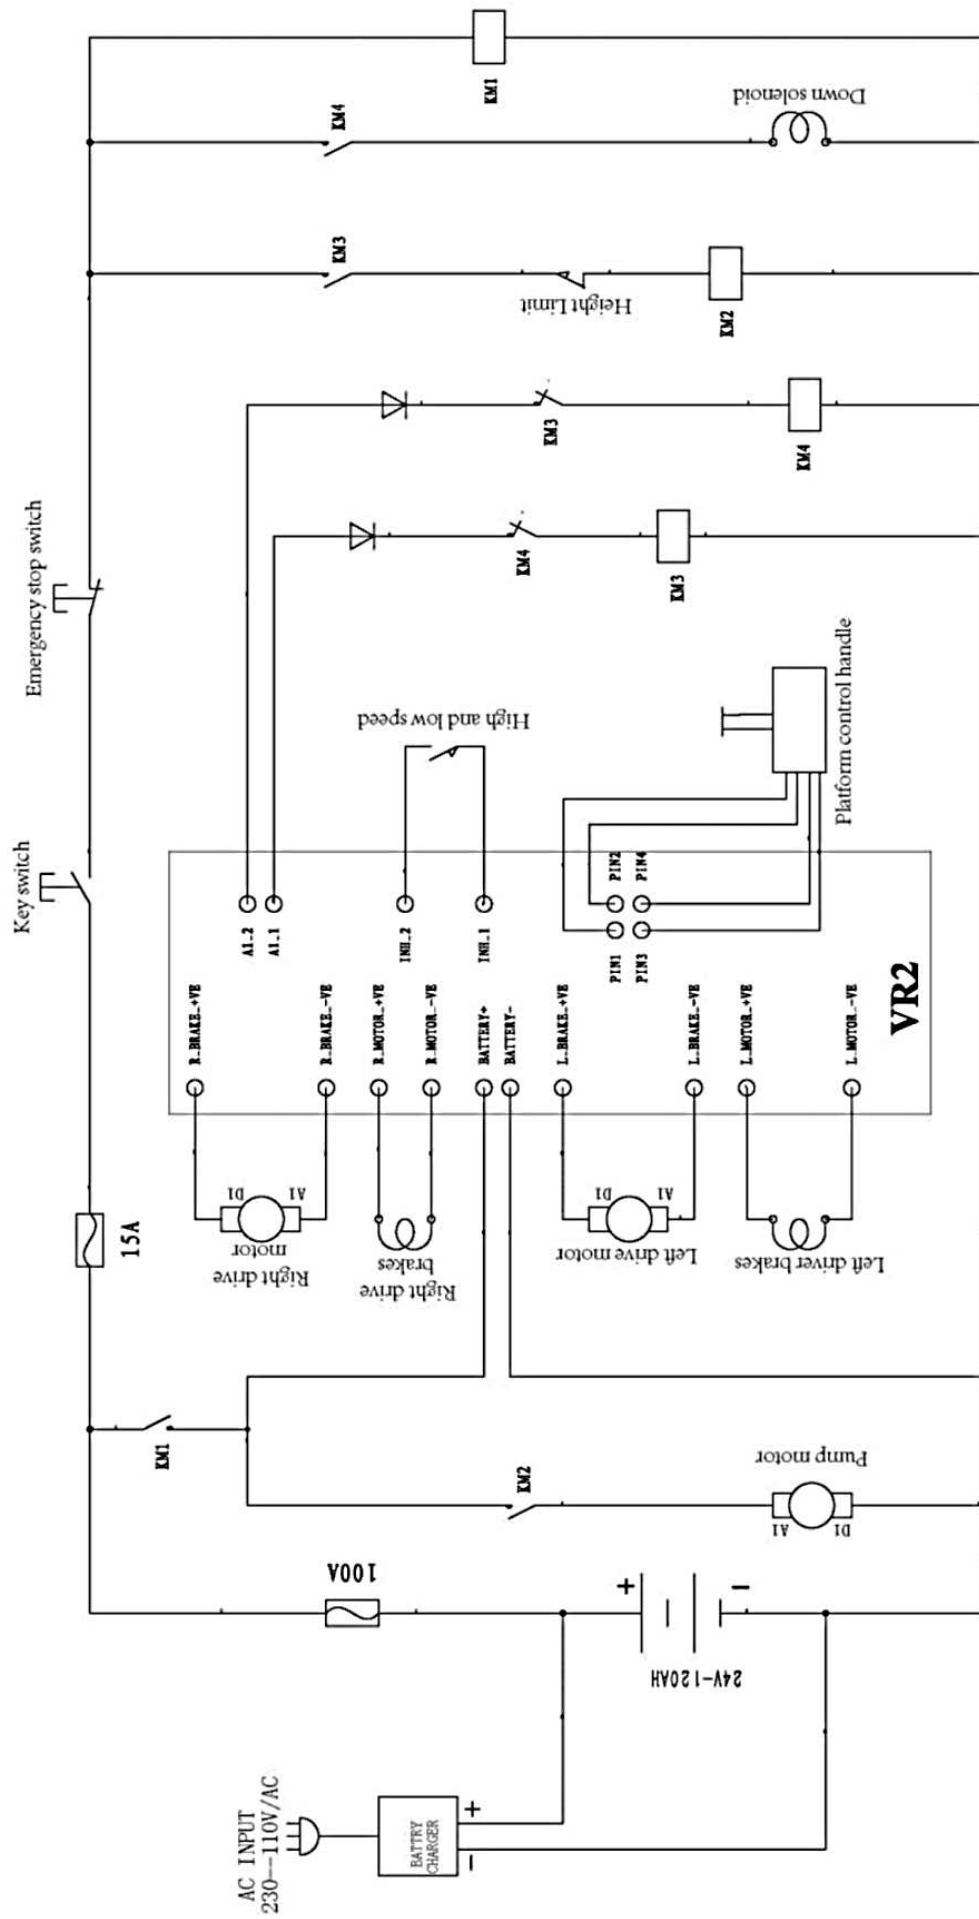 KM1
KM4
Down solenoid
KM3
Height Limit
KM2
KM3
KM4
KM4
KM3
Emergency stop switch
High and low speed
Platform control handle
Key switch
A1-2
A1-1
INH-2
INH-1
PIN2
PIN4
PIN1
PIN3
R-BRAKE-+VE
R-BRAKE--VE
R-MOTOR-+VE
R-MOTOR--VE
BATTERY+
BATTERY-
L-BRAKE-+VE
L-BRAKE--VE
L-MOTOR-+VE
L-MOTOR--VE
VR2
15A
D1
A1
Right drive
motor
Right drive
brakes
D1
A1
Left drive motor
Left driver brakes
KM1
KM2
Pump motor
A1
D1
100A
+
-
24V-120AH
AC INPUT
230--110V/AC
BATTRY
CHARGER
+
-